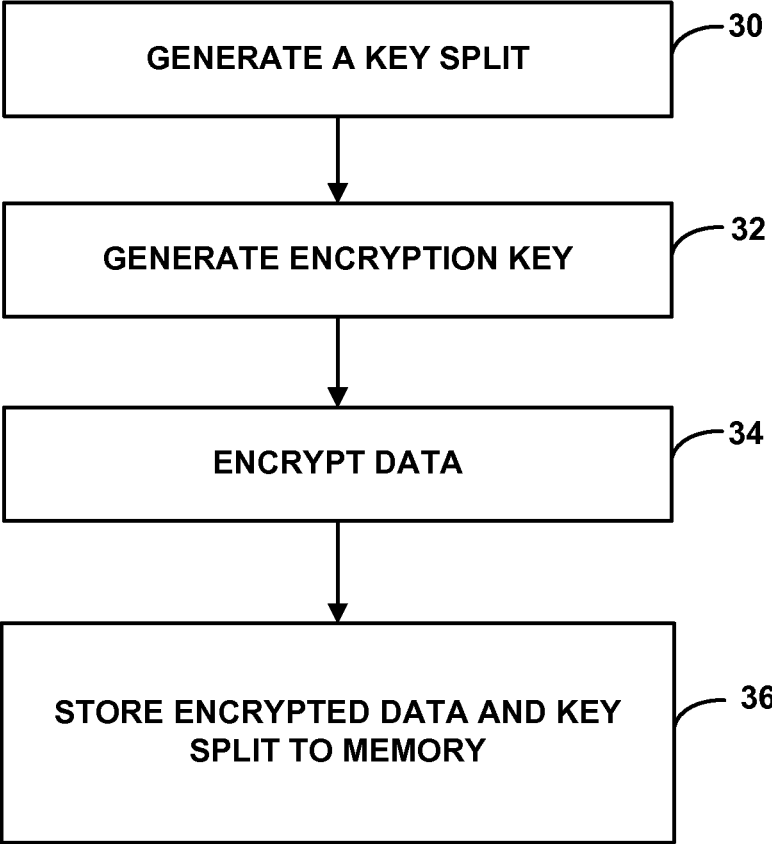 GENERATE A KEY SPLIT
30
GENERATE ENCRYPTION KEY
32
ENCRYPT DATA
34
STORE ENCRYPTED DATA AND KEY
SPLIT TO MEMORY
36